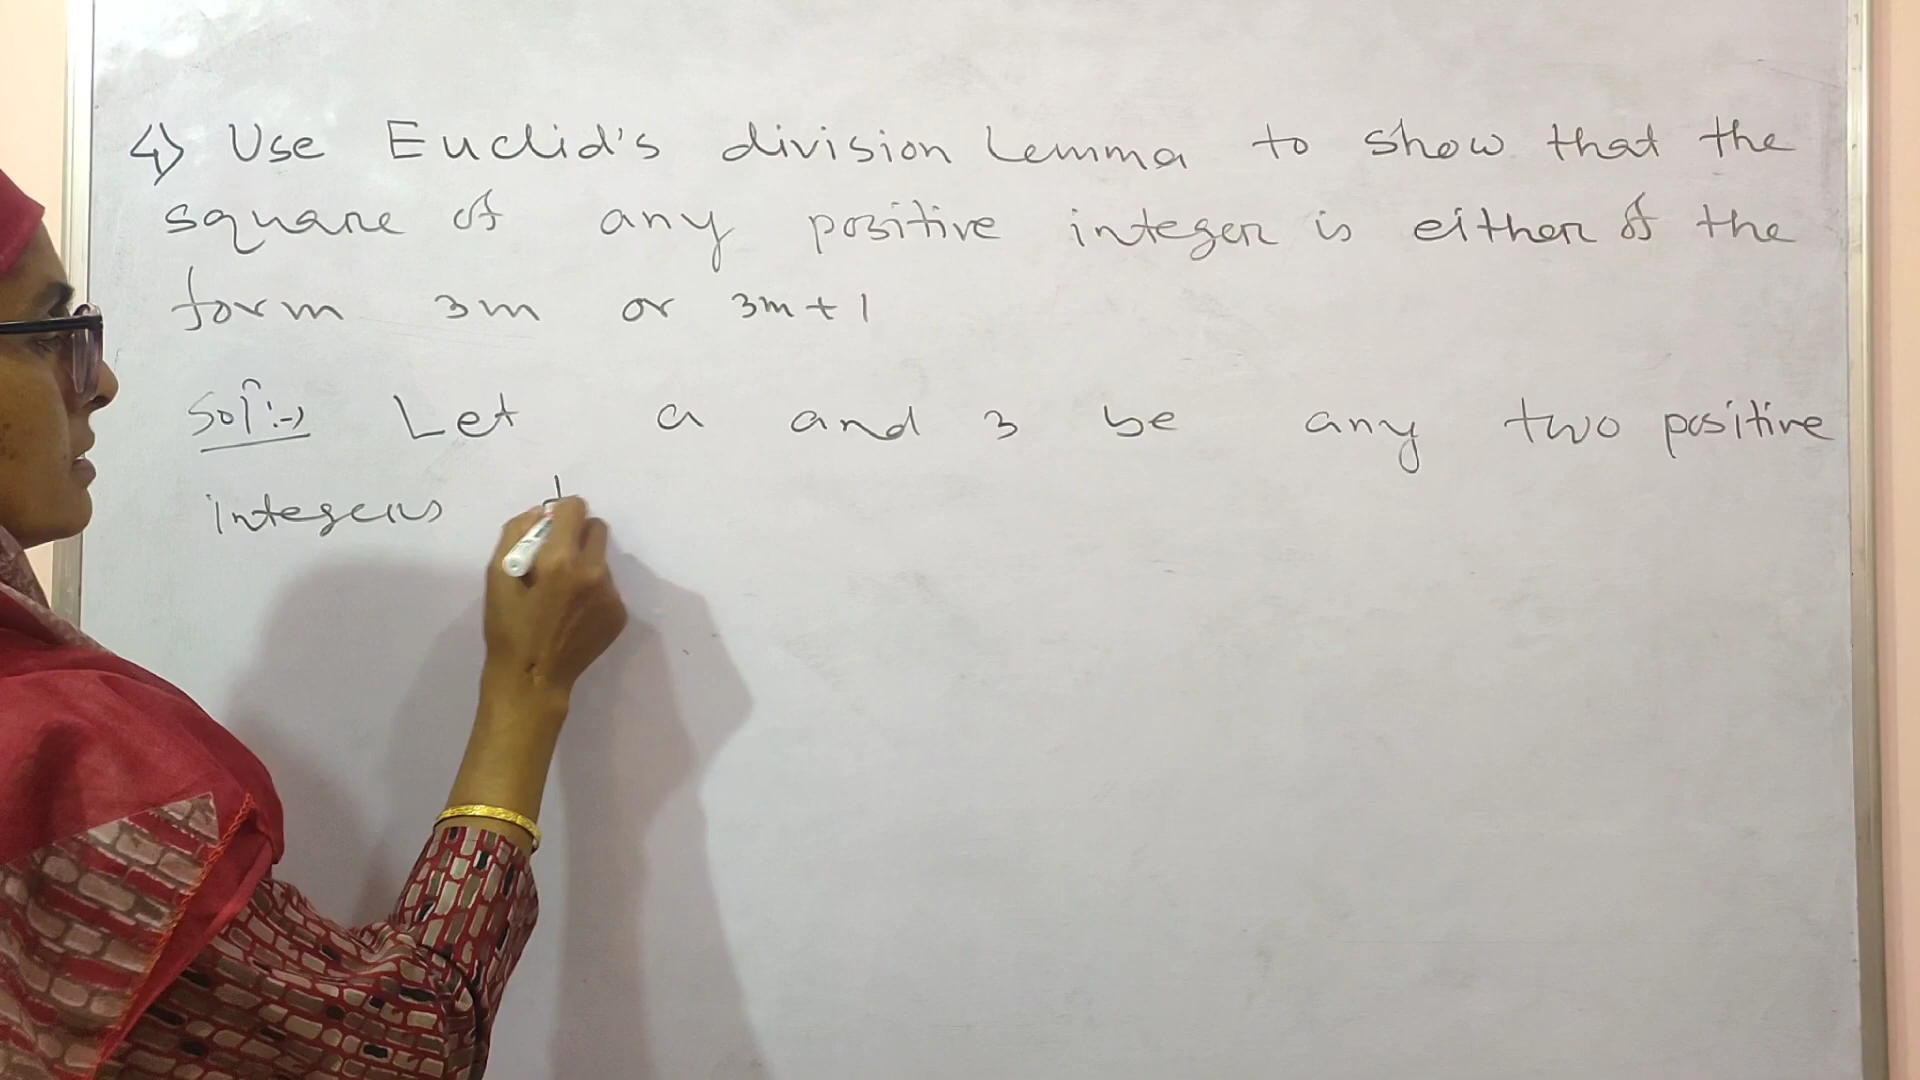 4) Use Euclid's division Lemma to show that the
square of any positive integer is either of the
form 3m or 3m + 1
Sol:→ Let a and 3 be any two positive
integers